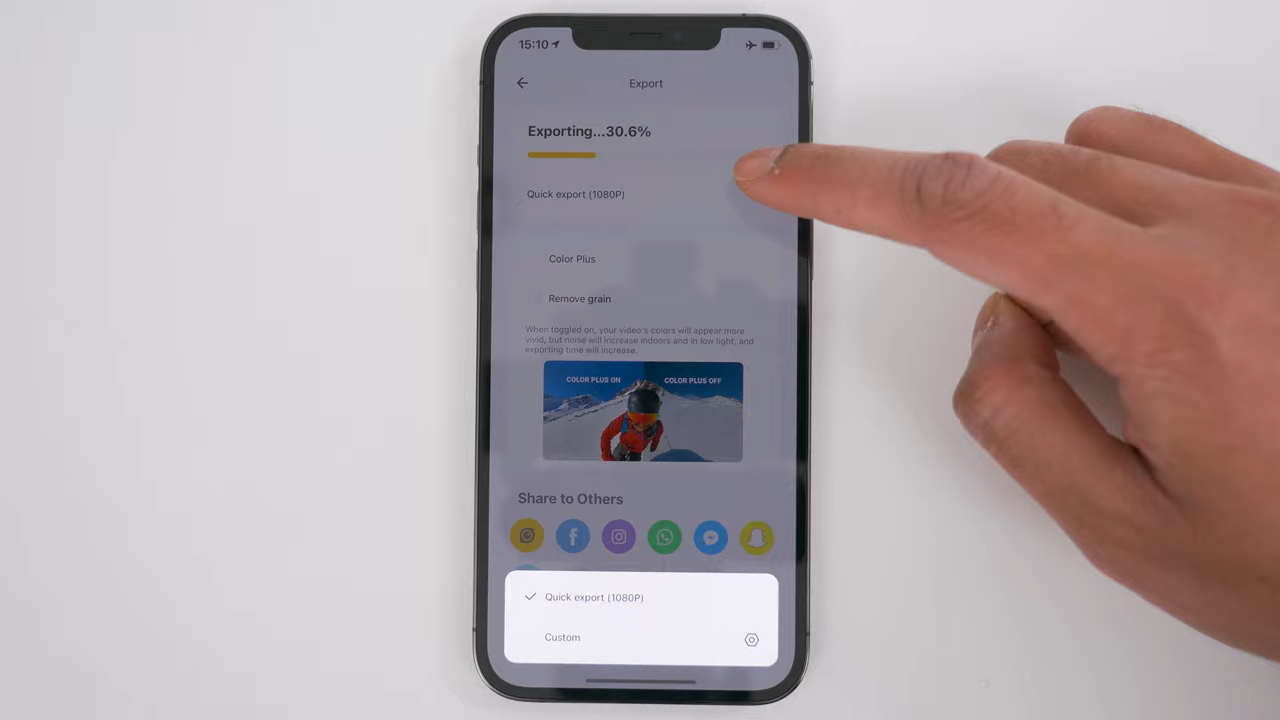 15:10
Export
Exporting...30.6%
Quick export (1080P)
Color Plus
Remove grain
When toggled on, your video's colors will appear more
vivid, but noise will increase indoors and in low light, and
exporting time will increase.
COLOR PLUS ON
COLOR PLUS OFF
Share to Others
Quick export (1080P)
Custom